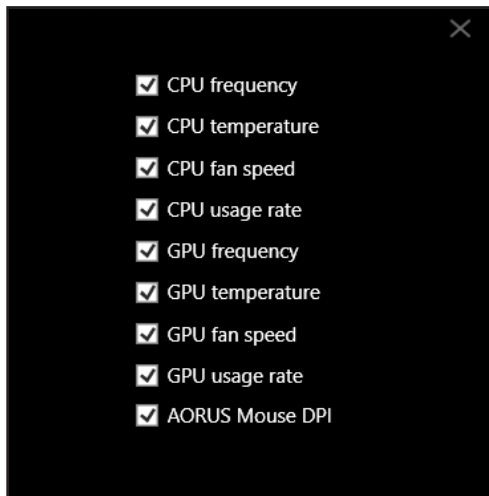 CPU frequency
CPU temperature
CPU fan speed
CPU usage rate
GPU frequency
GPU temperature
GPU fan speed
GPU usage rate
AORUS Mouse DPI